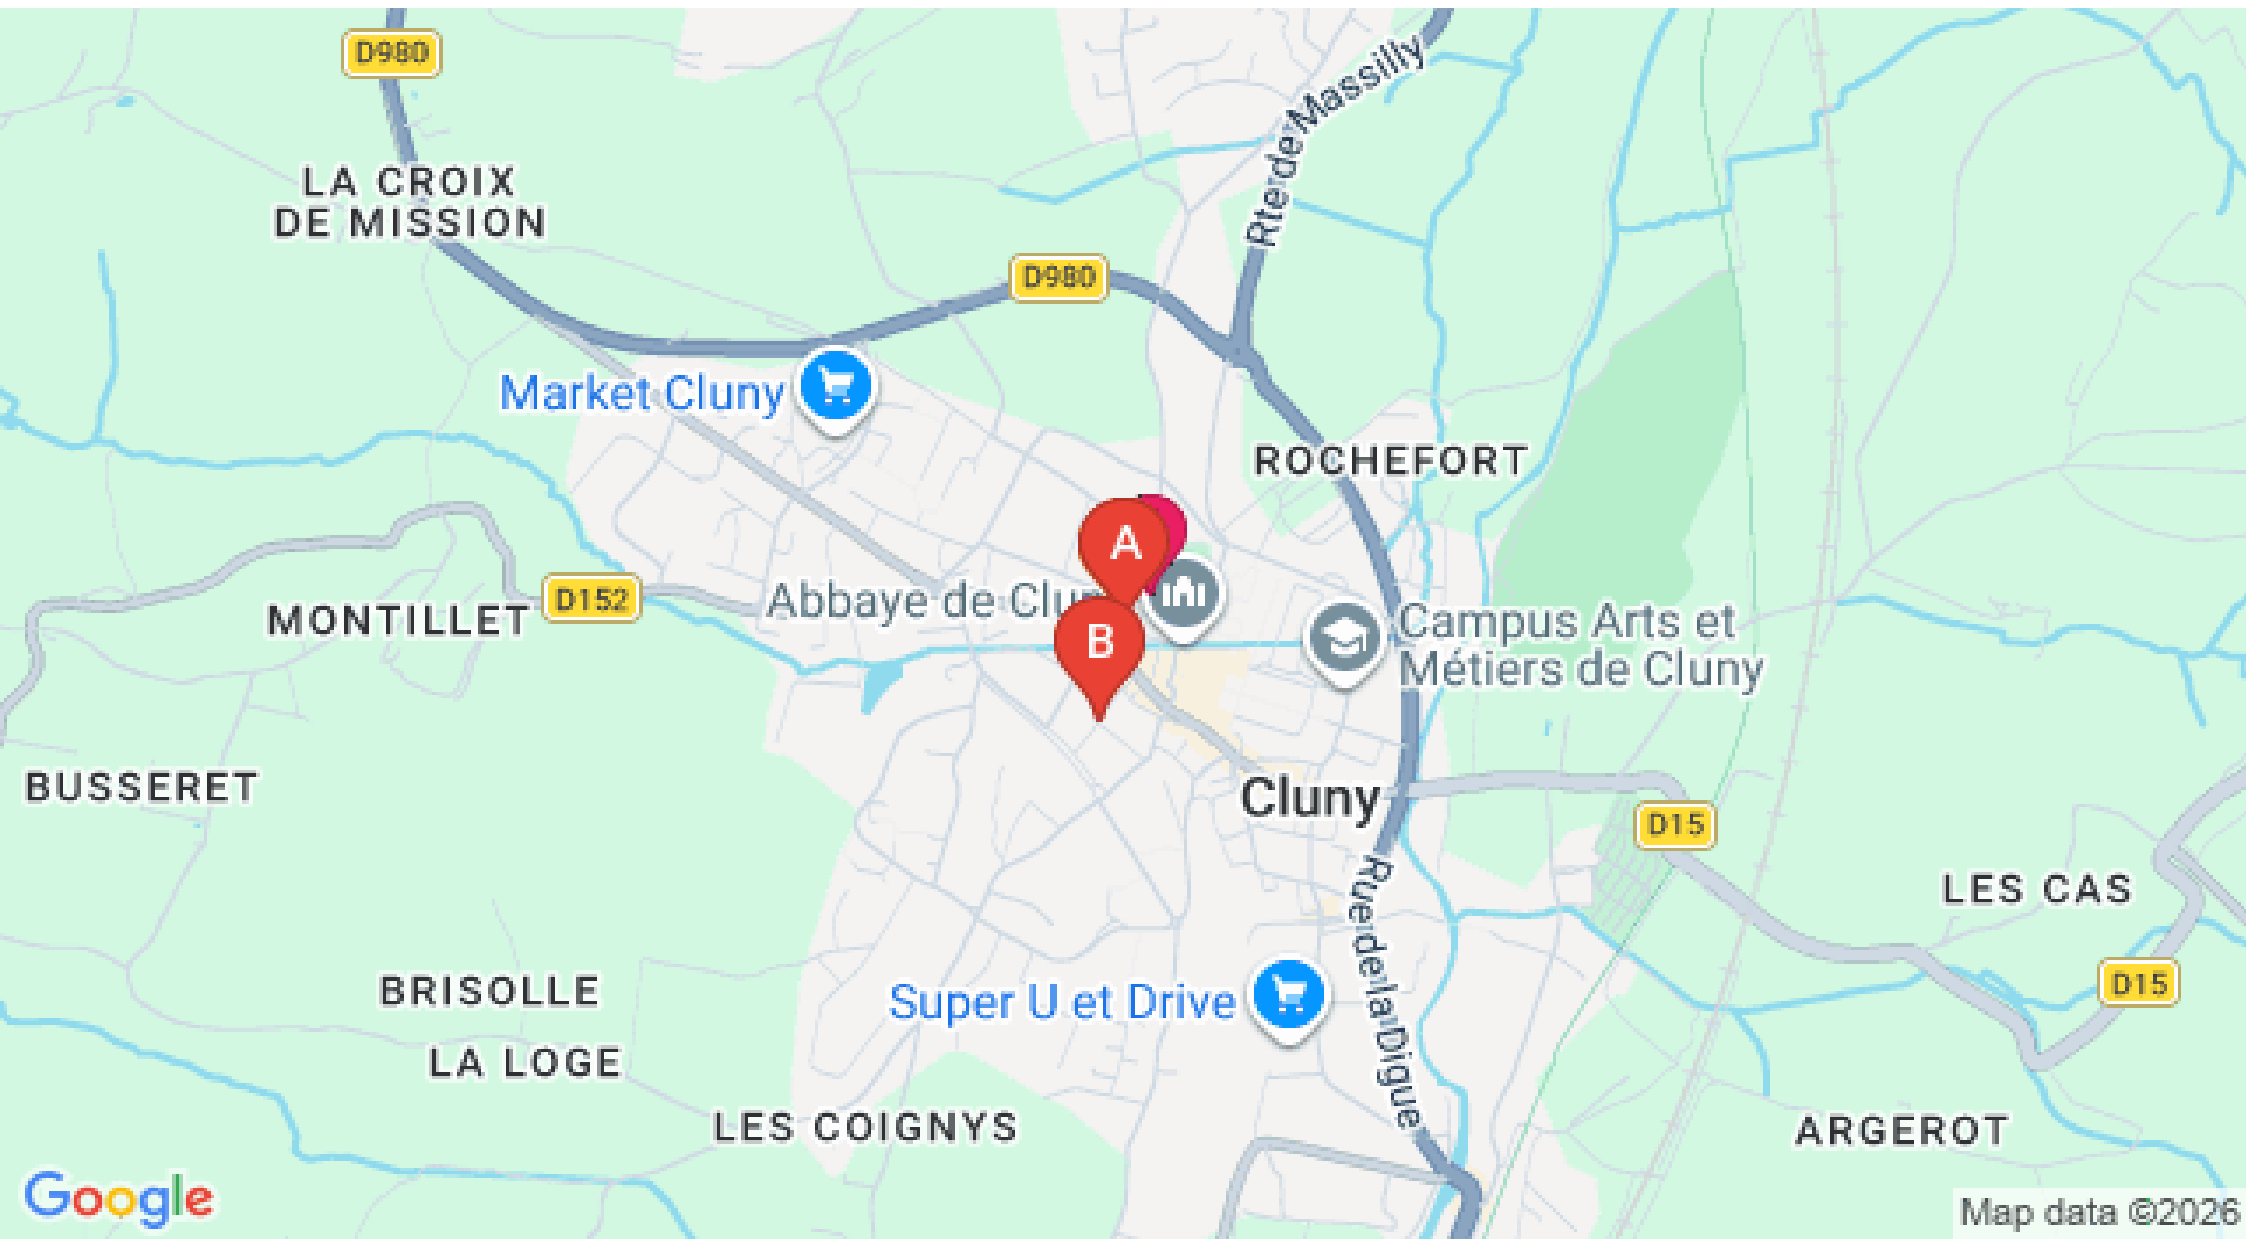 D980
Rte de Massilly
LA CROIX
DE MISSION
D980
Market Cluny
ROCHEFORT
A
Abbaye de Clun
D152
MONTILLET
B
Campus Arts et
Métiers de Cluny
BUSSERET
Cluny
D15
LES CAS
Rue de la Digue
BRISOLLE
Super U et Drive
D15
LA LOGE
LES COIGNYS
ARGEROT
Google
Map data ©2026